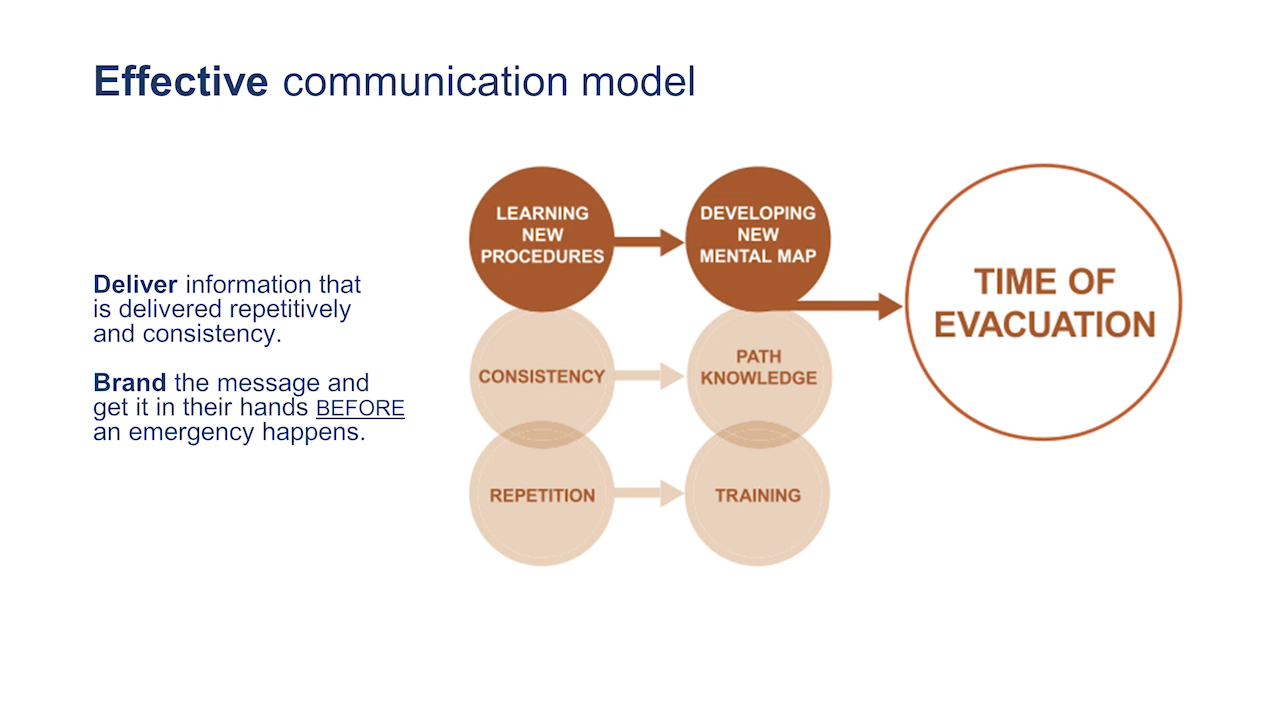 Effective communication model
Deliver information that
is delivered repetitively
and consistency.
Brand the message and
get it in their hands BEFORE
an emergency happens.
LEARNING
NEW
PROCEDURES
DEVELOPING
NEW
MENTAL MAP
TIME OF
EVACUATION
CONSISTENCY
PATH
KNOWLEDGE
REPETITION
TRAINING